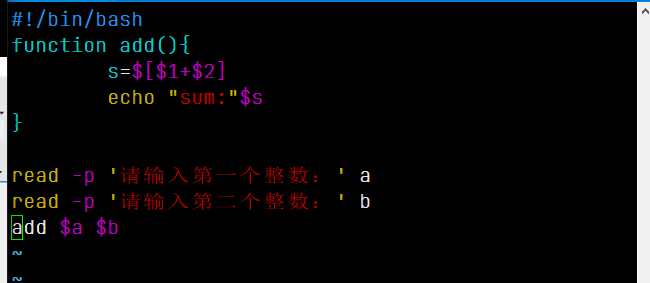 #!/bin/bash
function add(){
        s=$[$1+$2]
        echo "sum:"$s
}

read -p '请输入第一个整数：' a
read -p '请输入第二个整数：' b
add $a $b
~
~